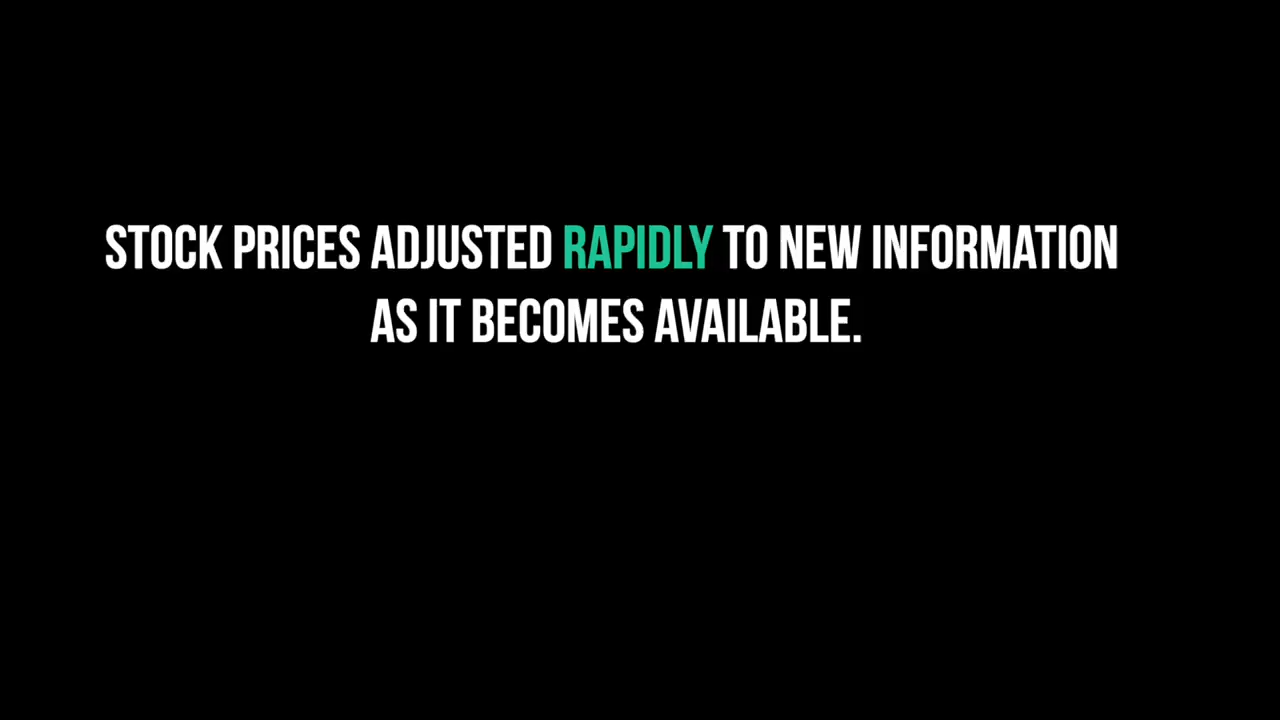 STOCK PRICES ADJUSTED RAPIDLY TO NEW INFORMATION
AS IT BECOMES AVAILABLE.